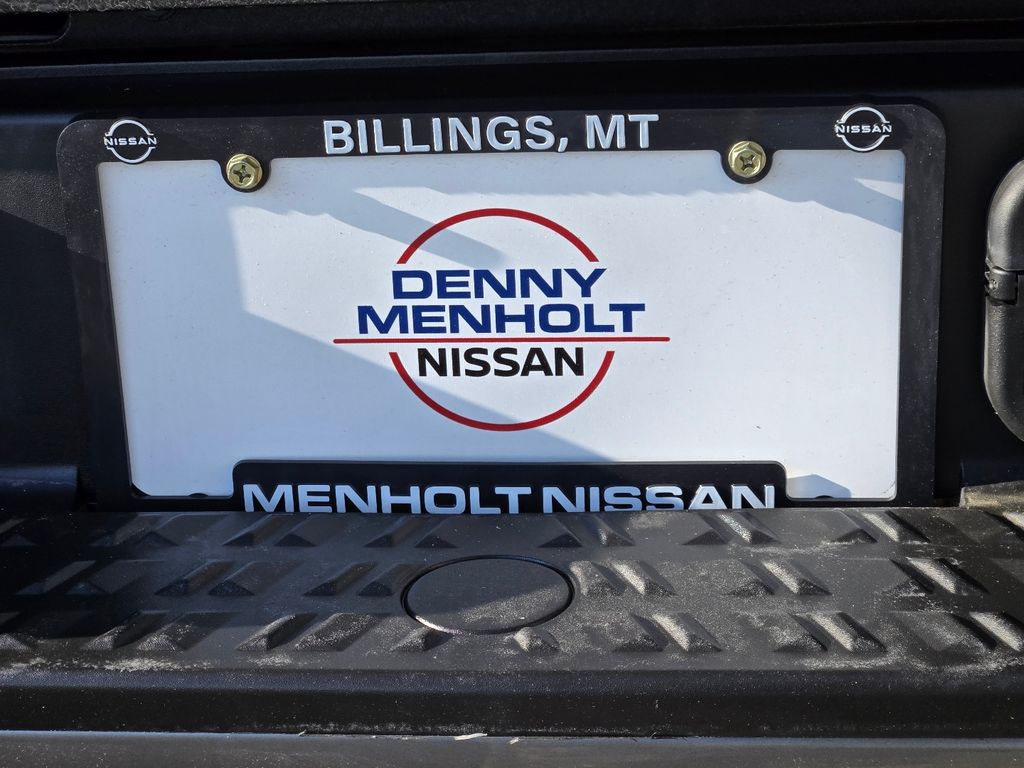 NISSAN
BILLINGS, MT
NISSAN
DENNY
MENHOLT
NISSAN
MENHOLT NISSAN